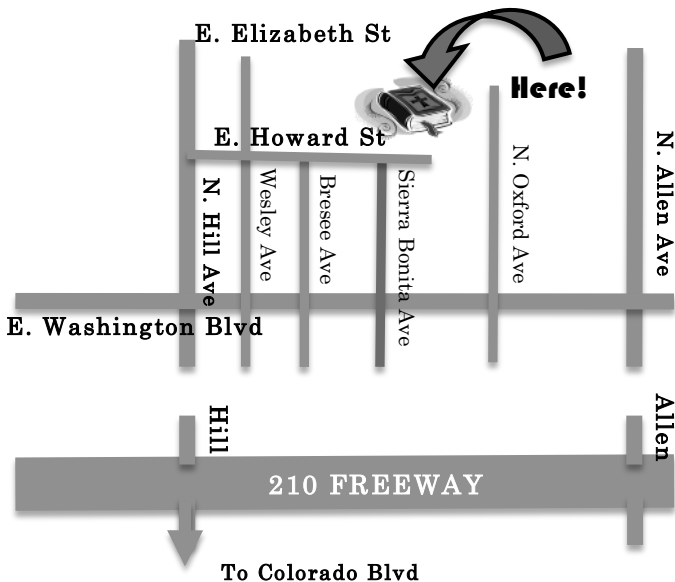 E. Elizabeth St
Here!
E. Howard St
N. Hill Ave
Wesley Ave
Bresee Ave
Sierra Bonita Ave
N. Oxford Ave
N. Allen Ave
E. Washington Blvd
Hill
Allen
210 FREEWAY
To Colorado Blvd